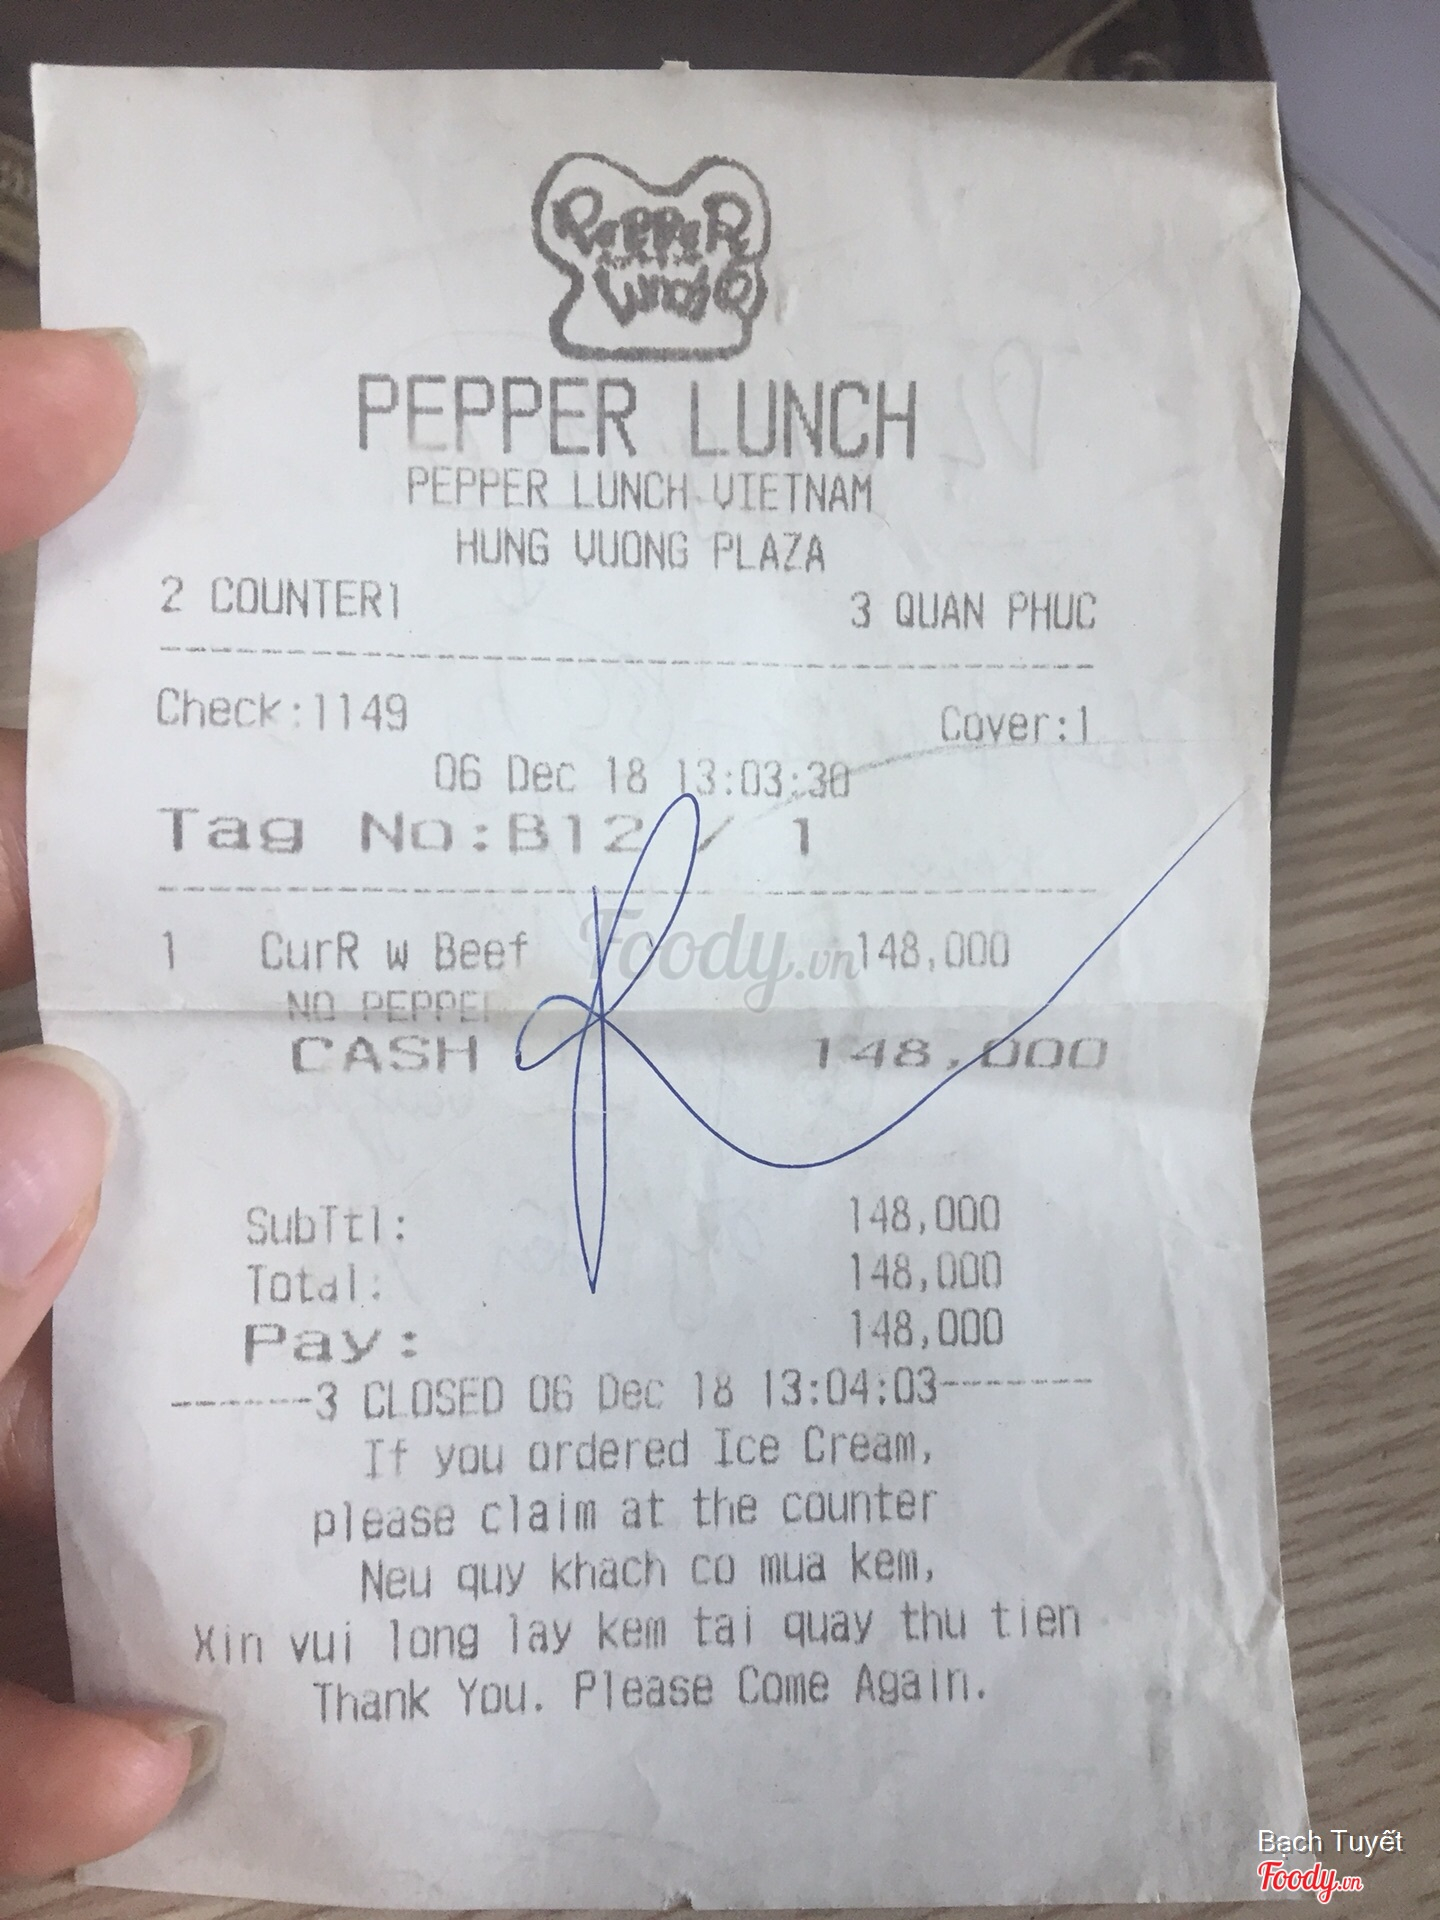 PEPPER
LUNCH
PEPPER LUNCH
PEPPER LUNCH VIETNAM
HUNG VUONG PLAZA
2 COUNTER1 3 QUAN PHUC
Check:1149 Cover:1
06 Dec 18 13:03:30
Tag No:B12 / 1
1 CurR w Beef 148,000
Foody.vn
NO PEPPER
CASH 148,000
SubTtl: 148,000
Total: 148,000
Pay: 148,000
-------3 CLOSED 06 Dec 18 13:04:03--------
If you ordered Ice Cream,
please claim at the counter
Neu quy khach co mua kem,
Xin vui long lay kem tai quay thu tien
Thank You. Please Come Again.
Bạch Tuyết
Foody.vn